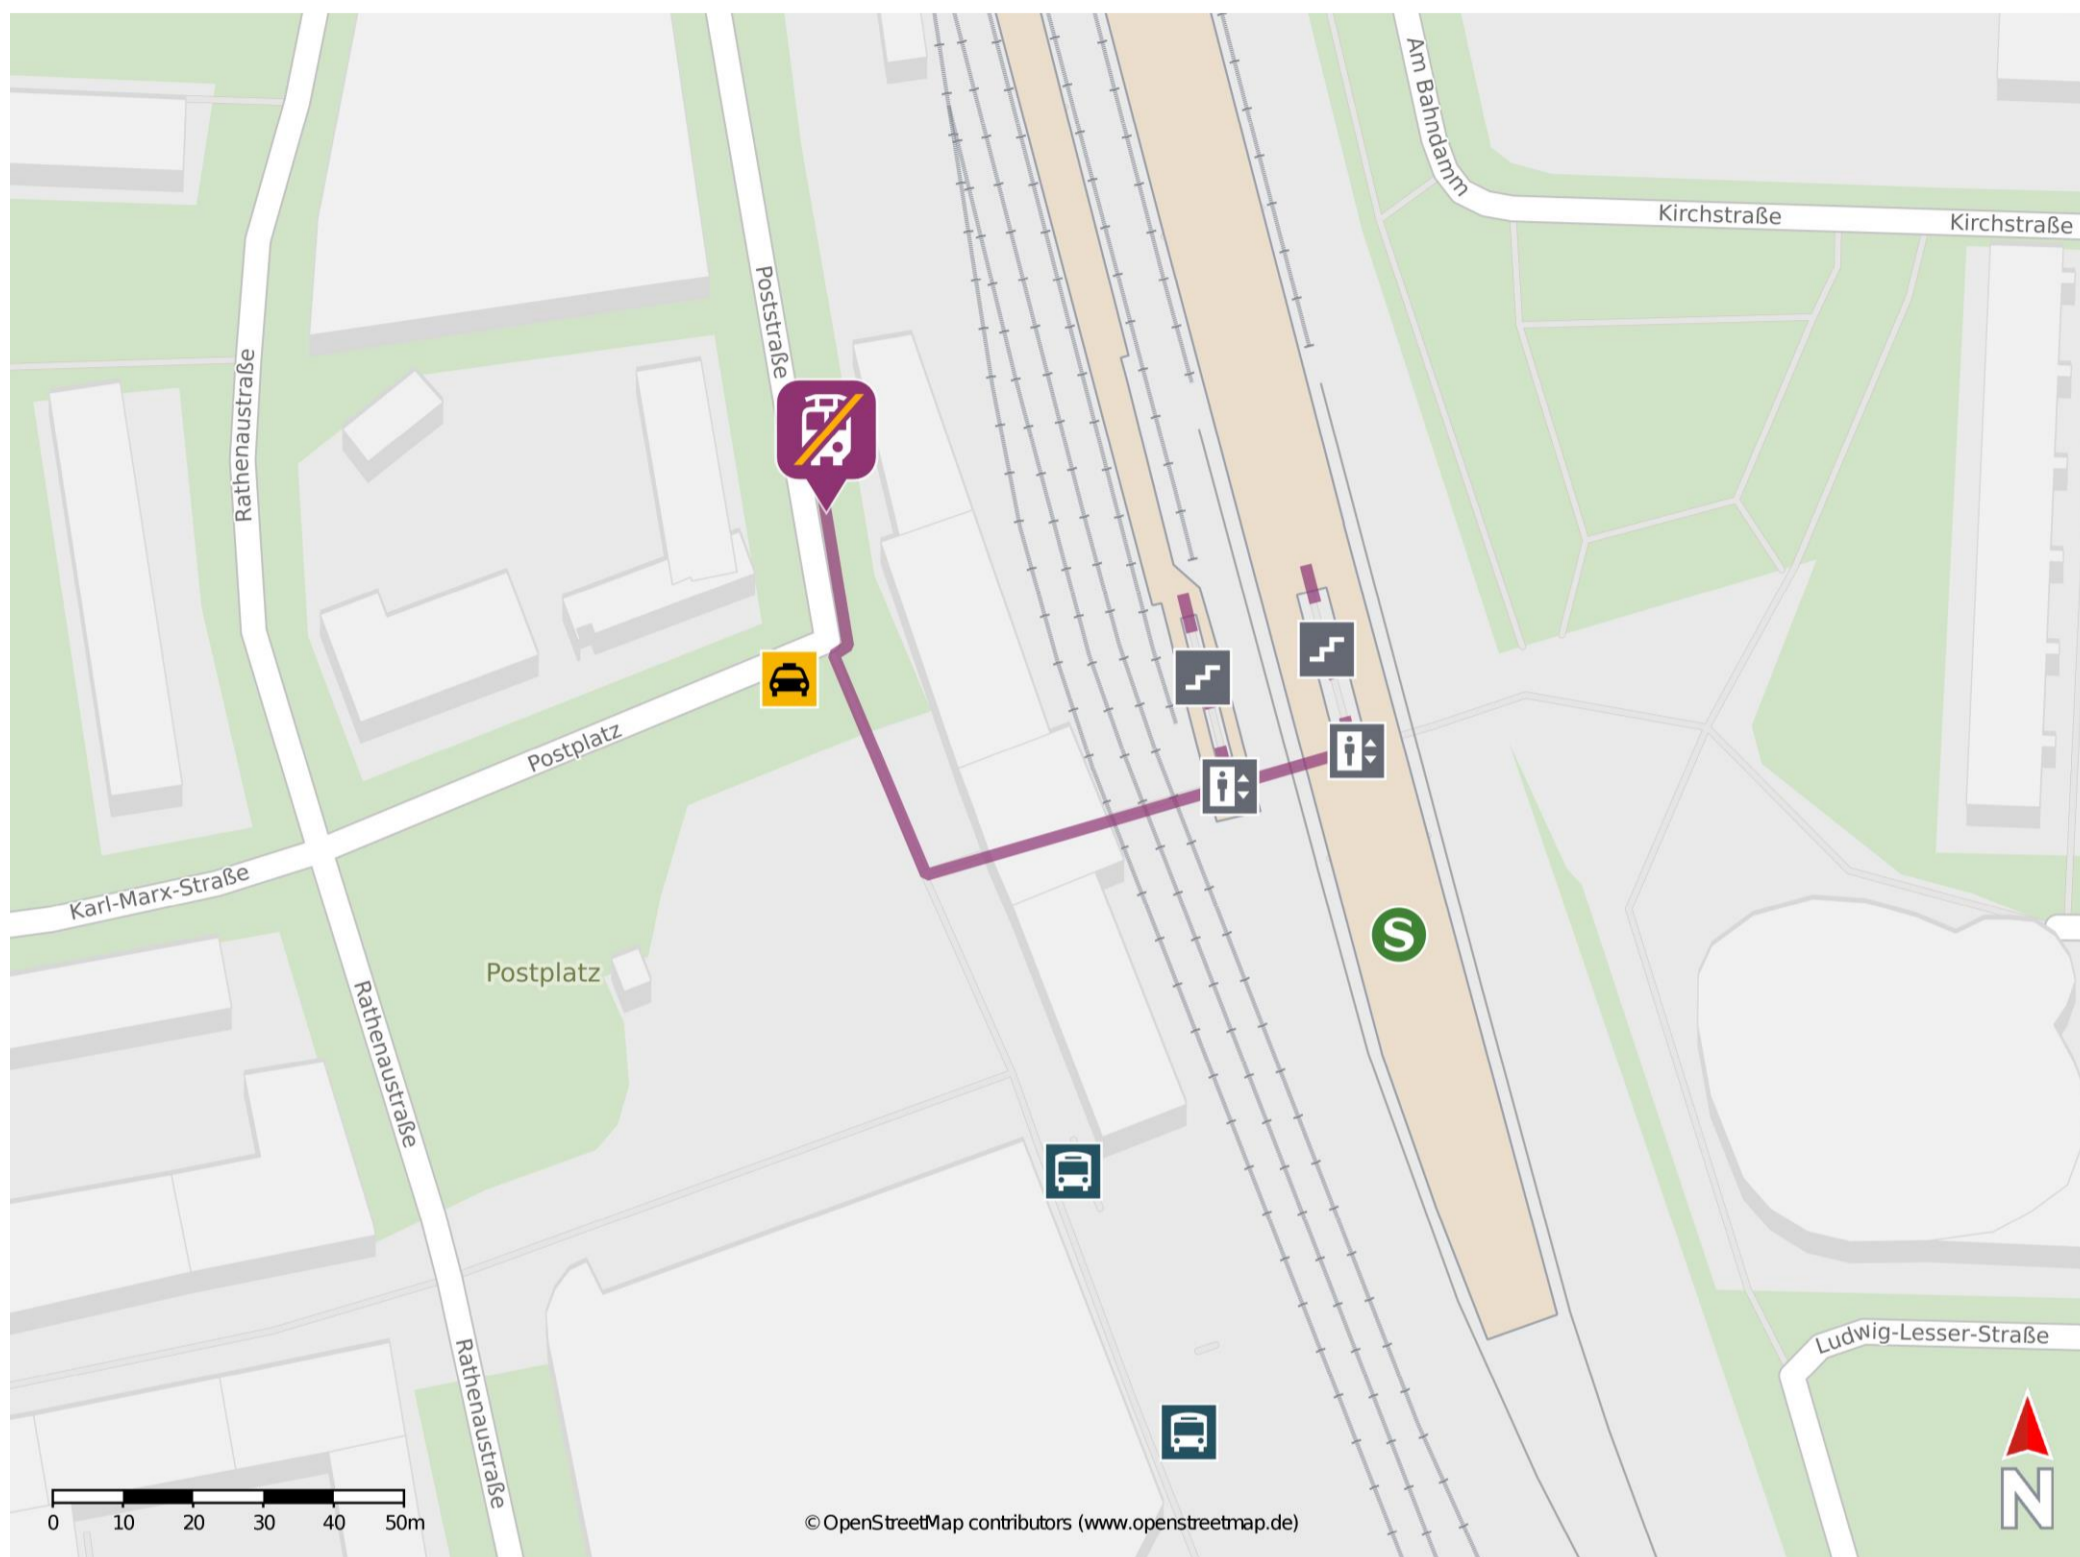 Am Bahndamm
Kirchstraße
Kirchstraße
Poststraße
Rathenaustraße
Postplatz
Karl-Marx-Straße
S
Postplatz
Rathenaustraße
Ludwig-Lesser-Straße
Rathenaustraße
N
0 10 20 30 40 50m
© OpenStreetMap contributors (www.openstreetmap.de)